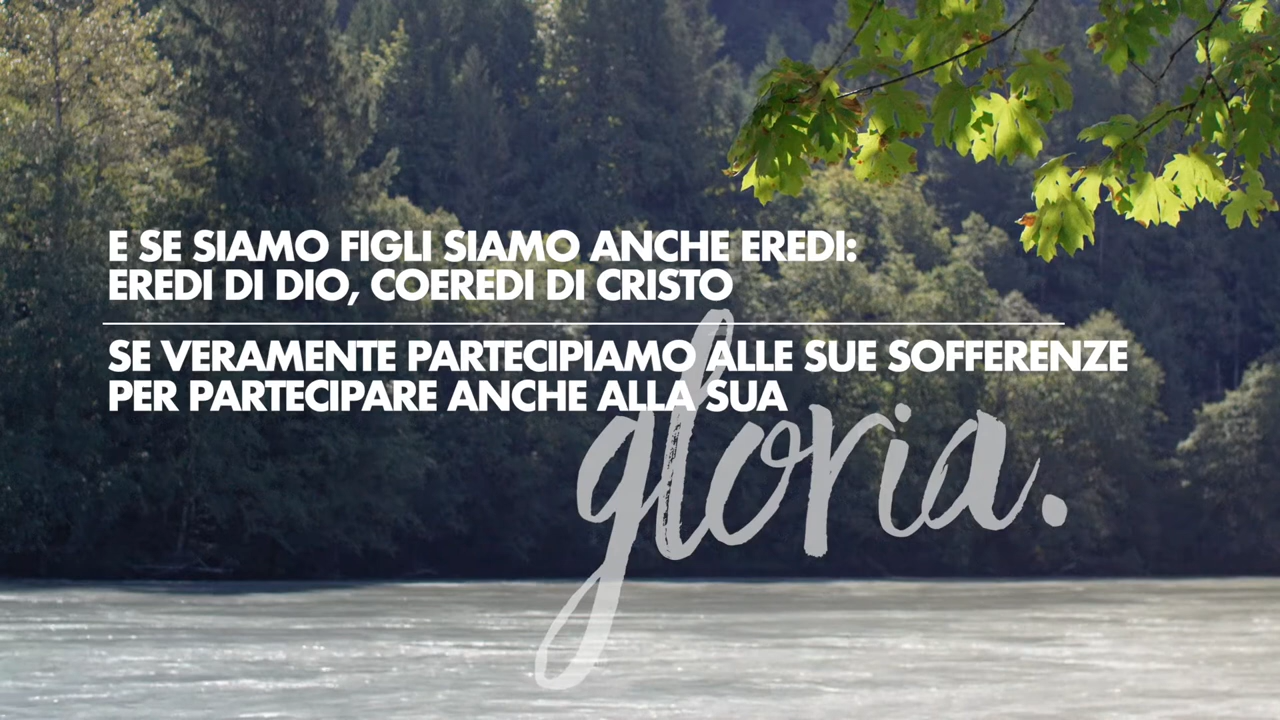 E SE SIAMO FIGLI SIAMO ANCHE EREDI:
EREDI DI DIO, COEREDI DI CRISTO
SE VERAMENTE PARTECIPIAMO ALLE SUE SOFFERENZE
PER PARTECIPARE ANCHE ALLA SUA
gloria.